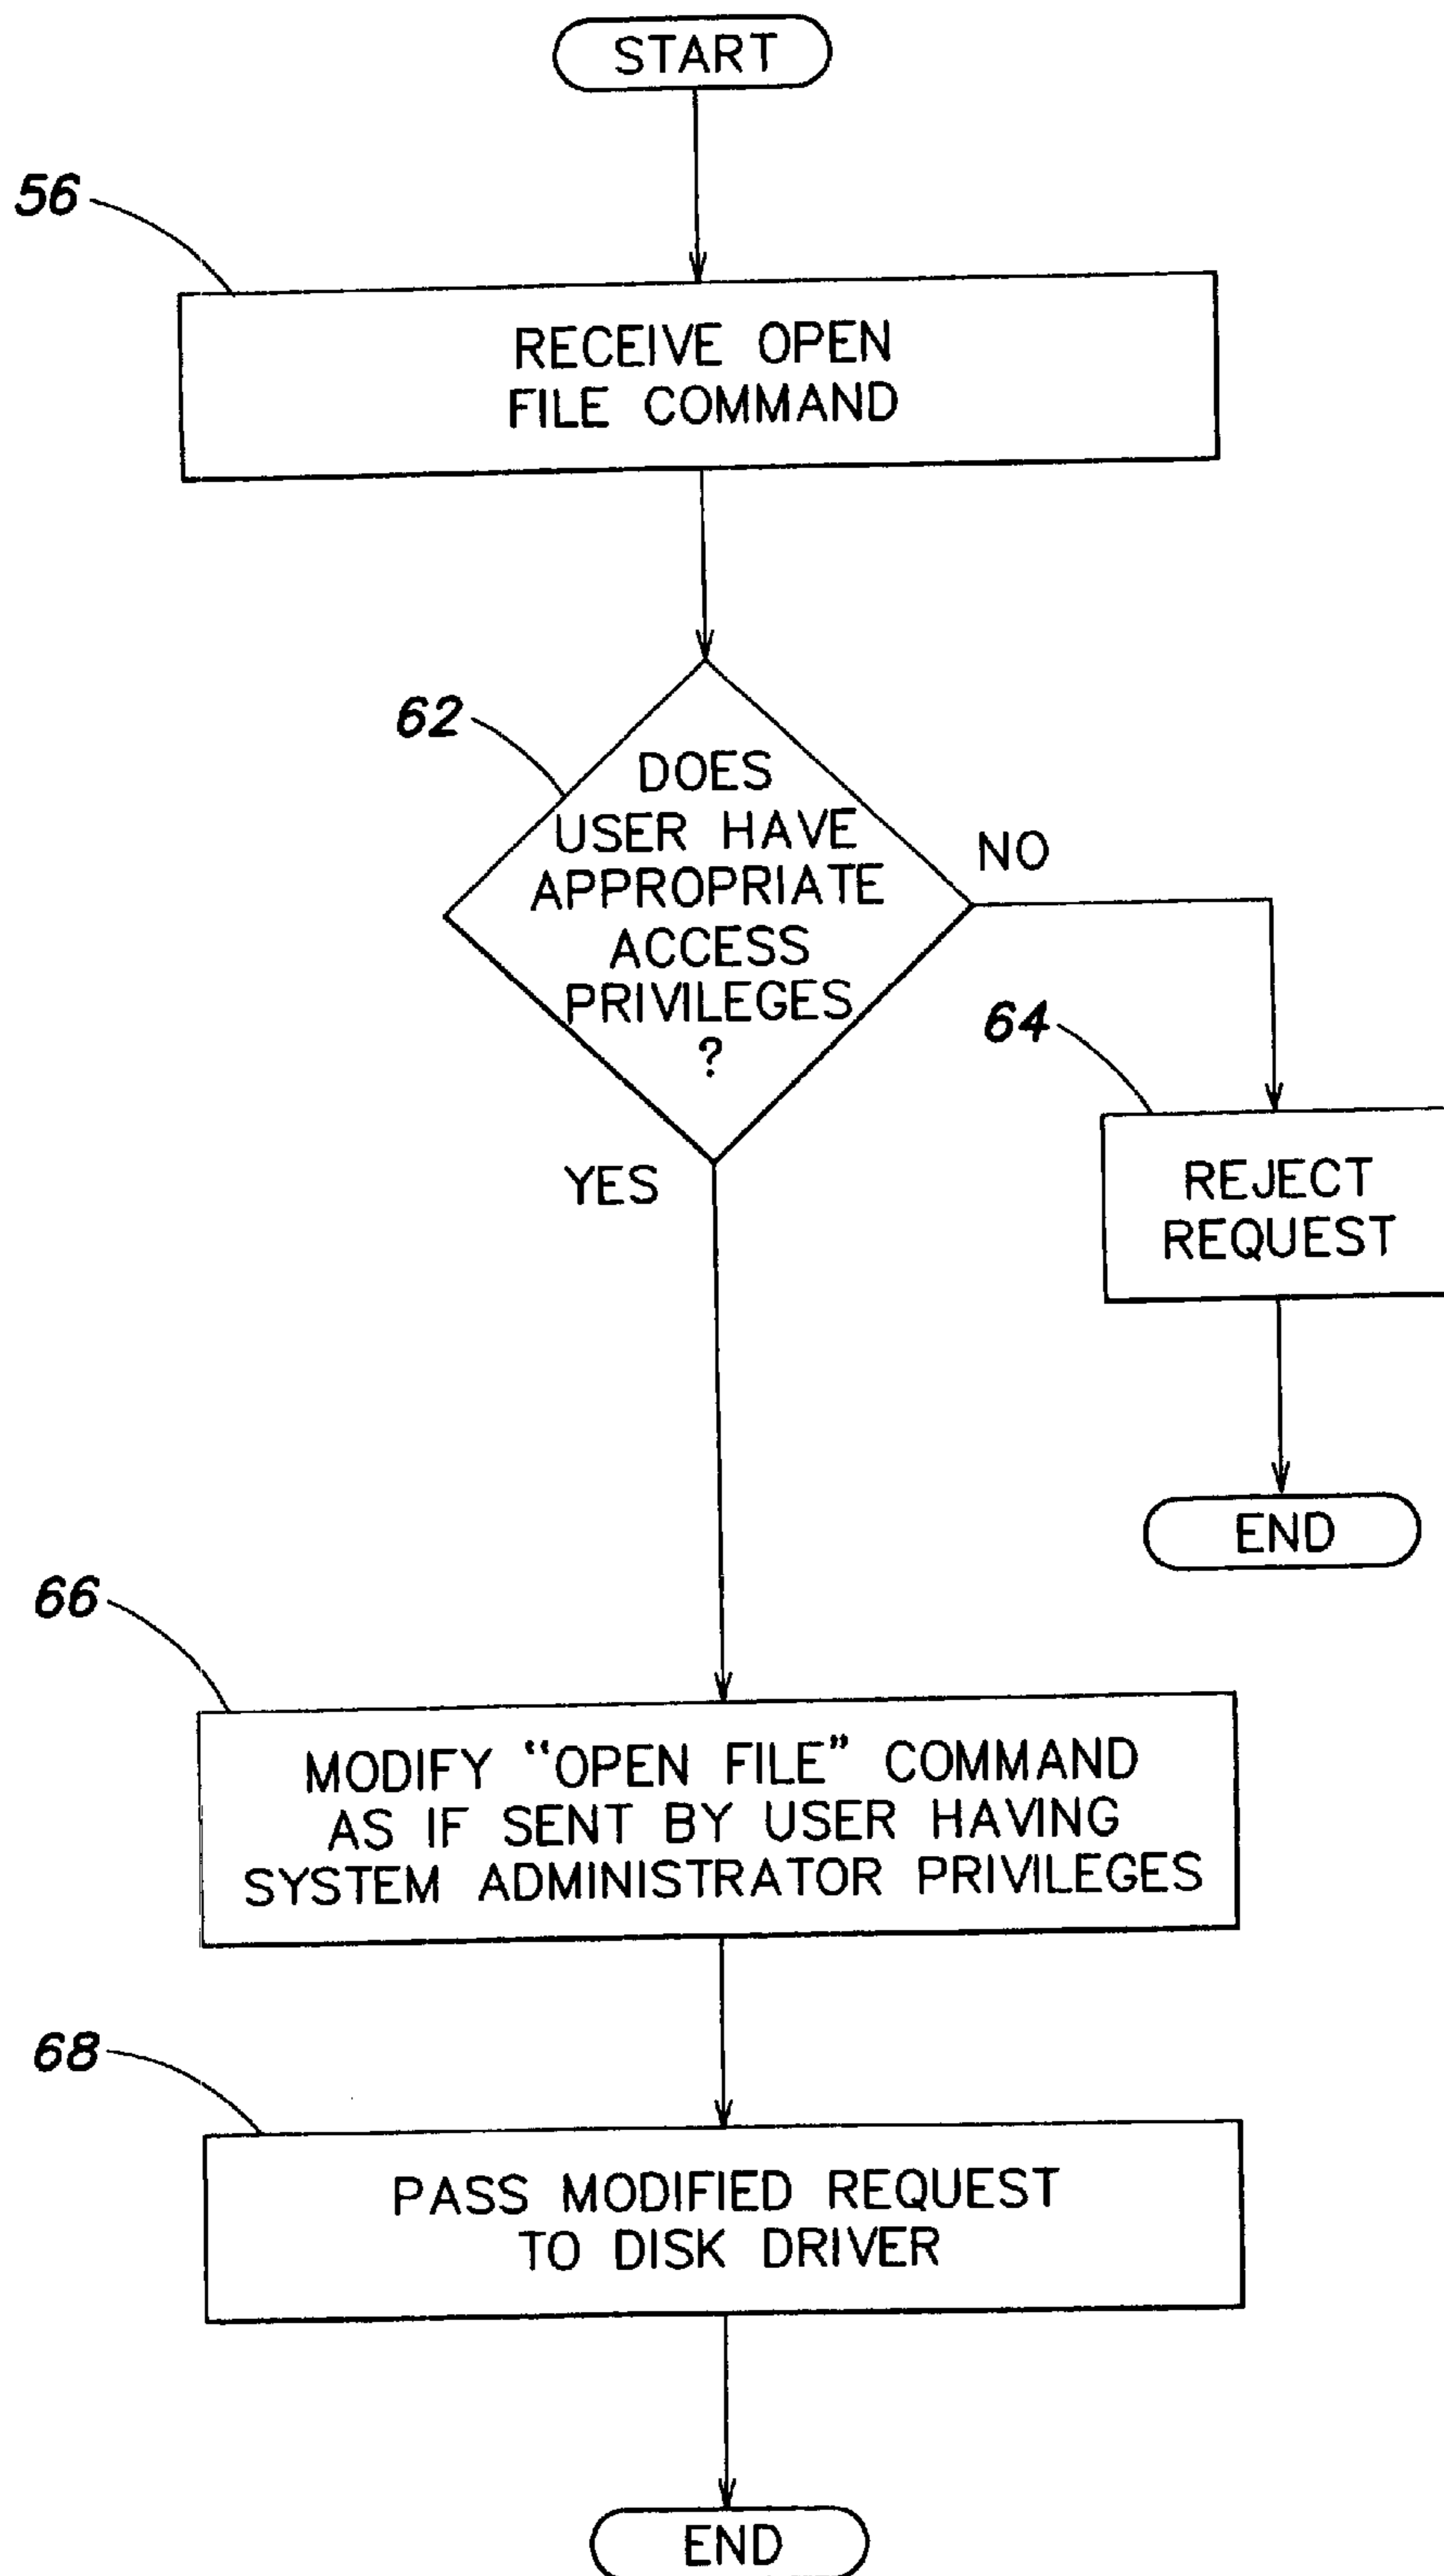 START
56
RECEIVE OPEN
FILE COMMAND
62
DOES
USER HAVE
APPROPRIATE
ACCESS
PRIVILEGES
?
NO
64
YES
REJECT
REQUEST
END
66
MODIFY “OPEN FILE” COMMAND
AS IF SENT BY USER HAVING
SYSTEM ADMINISTRATOR PRIVILEGES
68
PASS MODIFIED REQUEST
TO DISK DRIVER
END